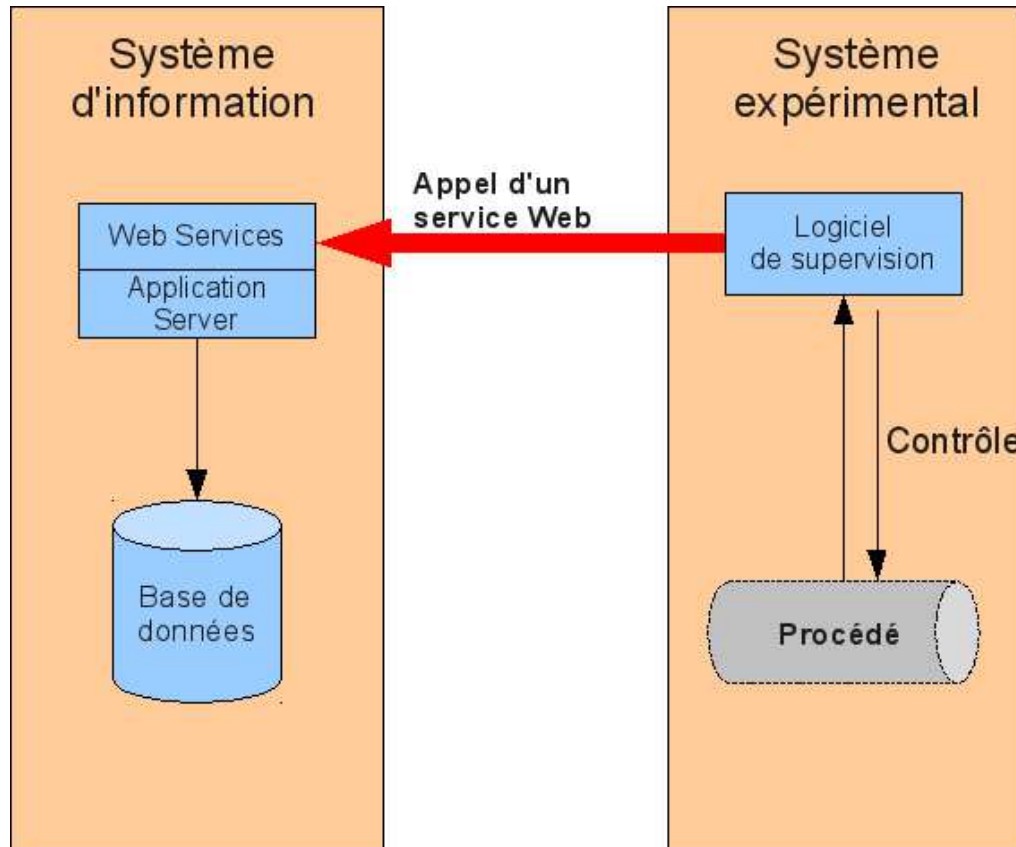 Système
d'information
Système
expérimental
Appel d'un
service Web
Web Services
Application
Server
Logiciel
de supervision
Contrôle
Base de
données
Procédé